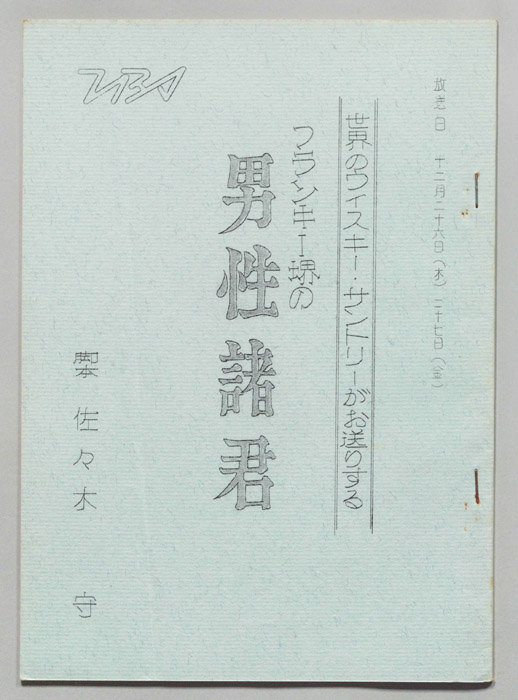 放送日 十二月二十六日(木) 二十七日(金)
世界のウイスキー・サントリーがお送りする
フランキー堺の
男性諸君
脚本 佐々木 守